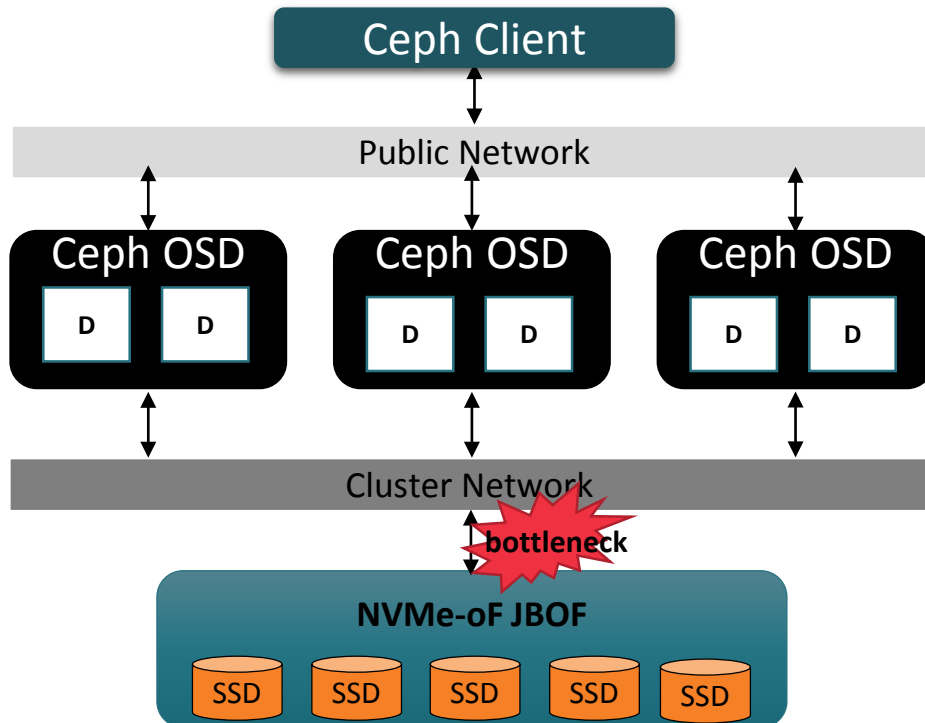 Ceph Client
Public Network
Ceph OSD
D
D
Ceph OSD
D
D
Ceph OSD
D
D
Cluster Network
bottleneck
NVMe-oF JBOF
SSD
SSD
SSD
SSD
SSD